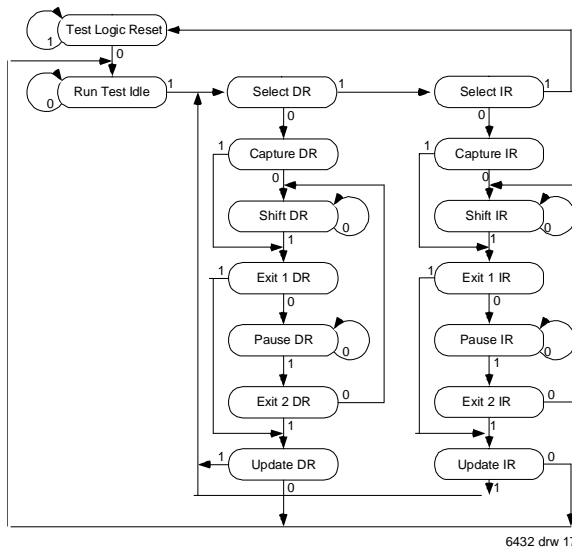 Test Logic Reset
1
0
Run Test Idle
0
1
Select DR
1
Select IR
1
0
0
Capture DR
Capture IR
1
0
1
0
Shift DR
0
Shift IR
0
1
1
Exit 1 DR
Exit 1 IR
1
0
1
0
Pause DR
0
Pause IR
0
1
1
Exit 2 DR
0
Exit 2 IR
0
1
1
Update DR
1
0
Update IR
0
1
6432 drw 17